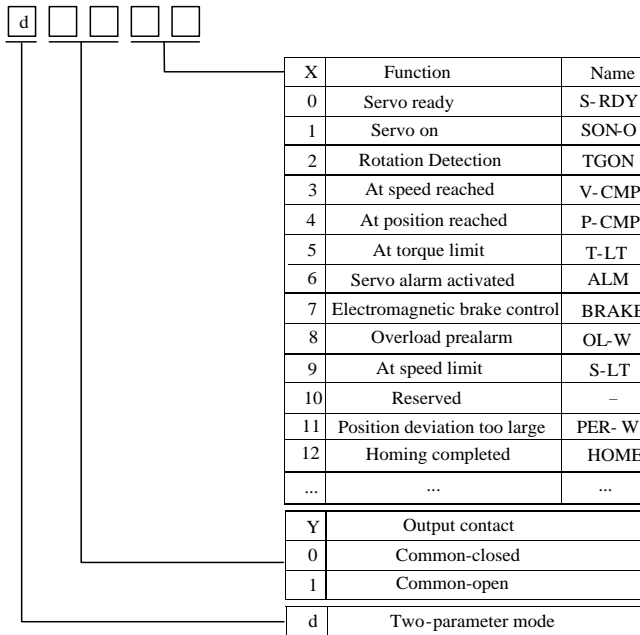 d
X Function Name
0 Servo ready S-RDY
1 Servo on SON-O
2 Rotation Detection TGON
3 At speed reached V-CMP
4 At position reached P-CMP
5 At torque limit T-LT
6 Servo alarm activated ALM
7 Electromagnetic brake control BRAKE
8 Overload prealarm OL-W
9 At speed limit S-LT
10 Reserved –
11 Position deviation too large PER-W
12 Homing completed HOME
... ... ...
Y Output contact
0 Common-closed
1 Common-open
d Two-parameter mode